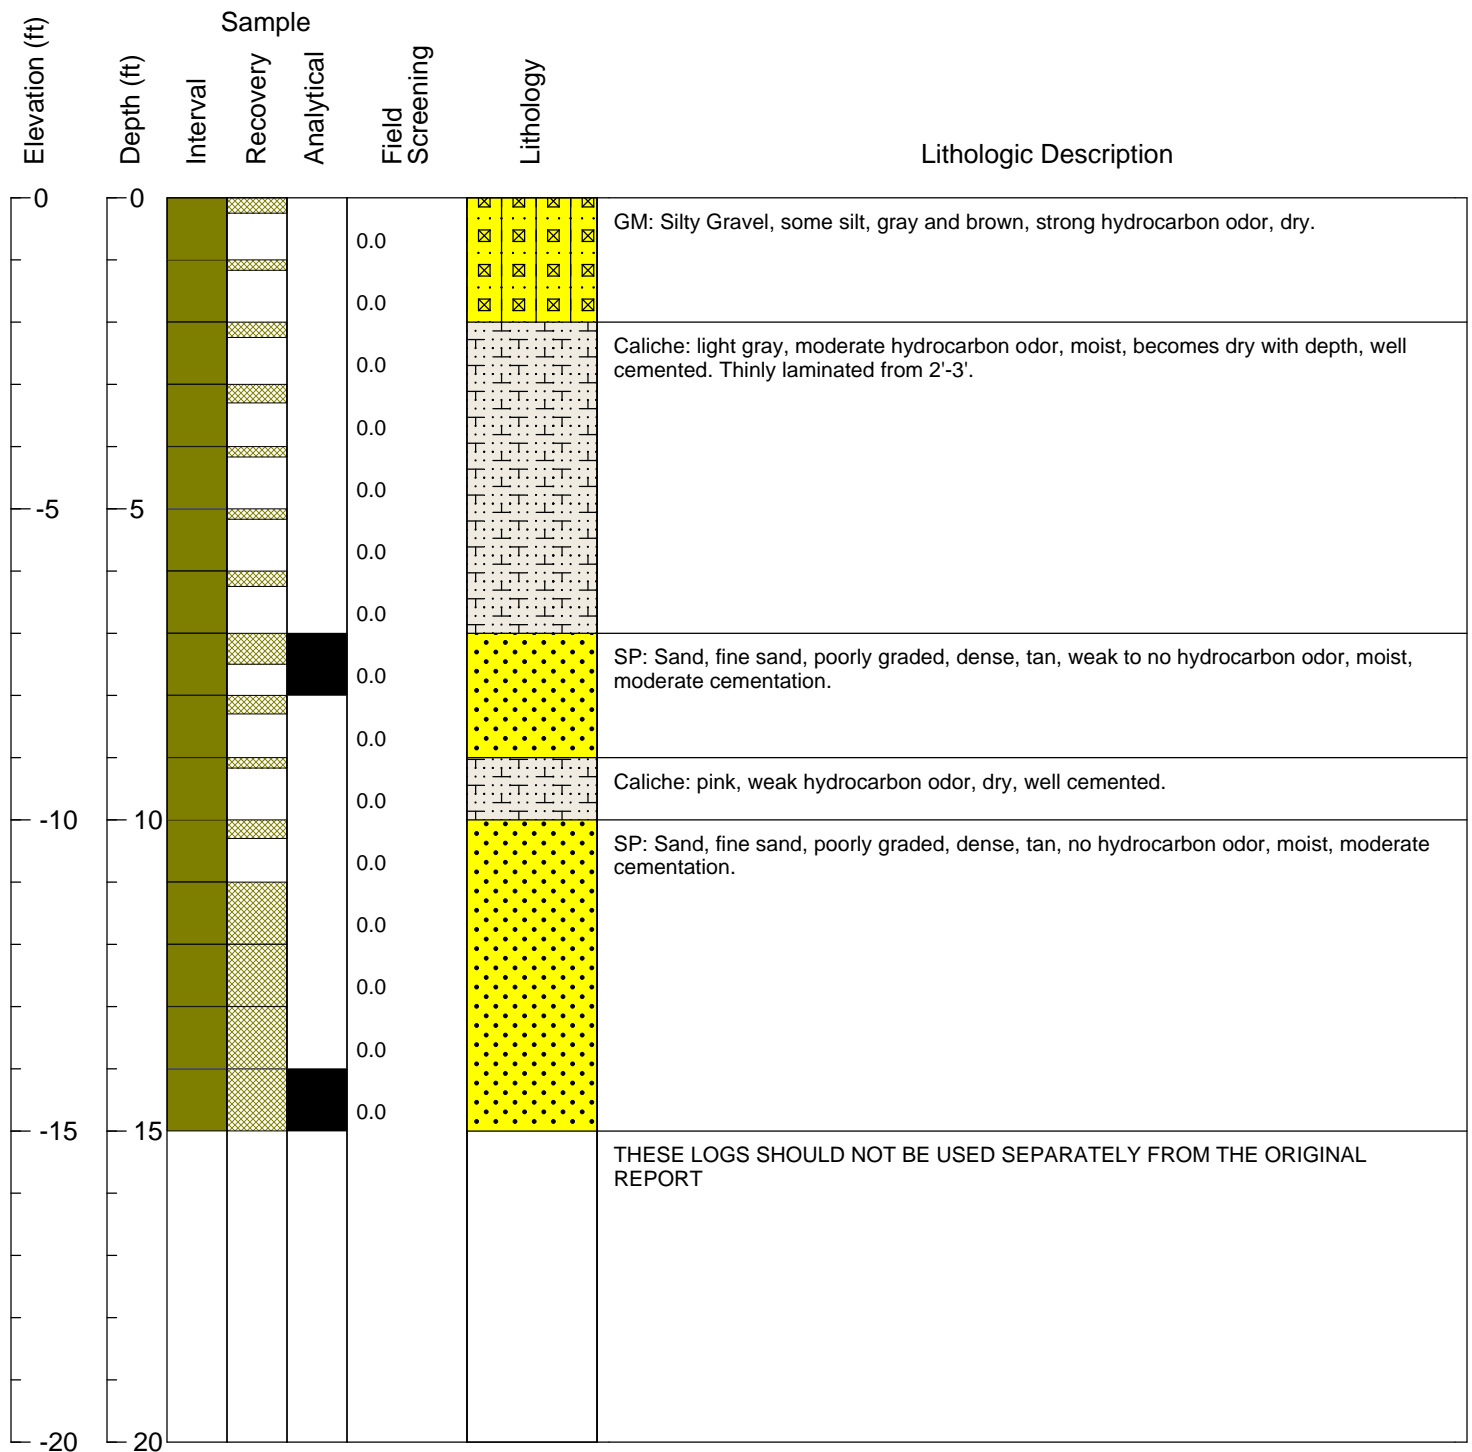 Sample
Elevation (ft)
Depth (ft)
Interval
Recovery
Analytical
Field
Screening
Lithology
Lithologic Description
0
0
GM: Silty Gravel, some silt, gray and brown, strong hydrocarbon odor, dry.
0.0
0.0
Caliche: light gray, moderate hydrocarbon odor, moist, becomes dry with depth, well
cemented. Thinly laminated from 2'-3'.
0.0
0.0
0.0
-5
5
0.0
0.0
SP: Sand, fine sand, poorly graded, dense, tan, weak to no hydrocarbon odor, moist,
moderate cementation.
0.0
0.0
Caliche: pink, weak hydrocarbon odor, dry, well cemented.
0.0
-10
10
SP: Sand, fine sand, poorly graded, dense, tan, no hydrocarbon odor, moist, moderate
cementation.
0.0
0.0
0.0
0.0
0.0
-15
15
THESE LOGS SHOULD NOT BE USED SEPARATELY FROM THE ORIGINAL
REPORT
-20
20